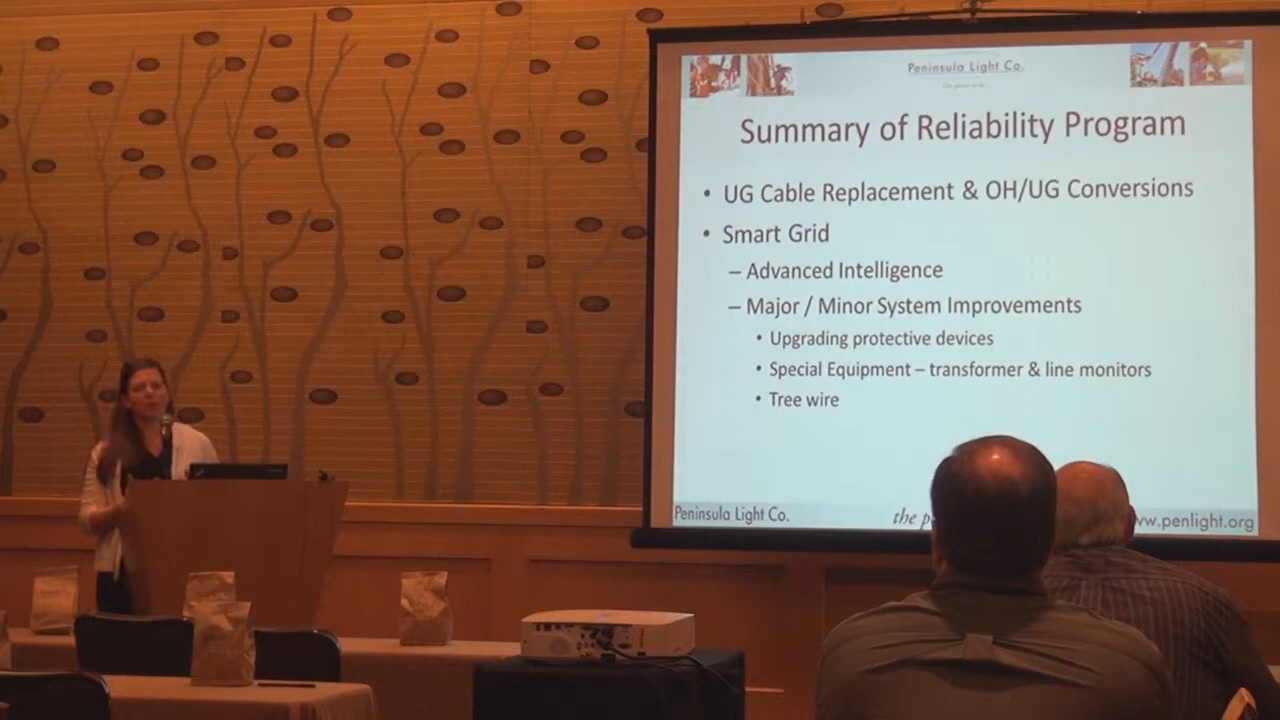 Peninsula Light Co.
Summary of Reliability Program
• UG Cable Replacement & OH/UG Conversions
• Smart Grid
– Advanced Intelligence
– Major / Minor System Improvements
• Upgrading protective devices
• Special Equipment – transformer & line monitors
• Tree wire
Peninsula Light Co.
the p
w.penlight.org